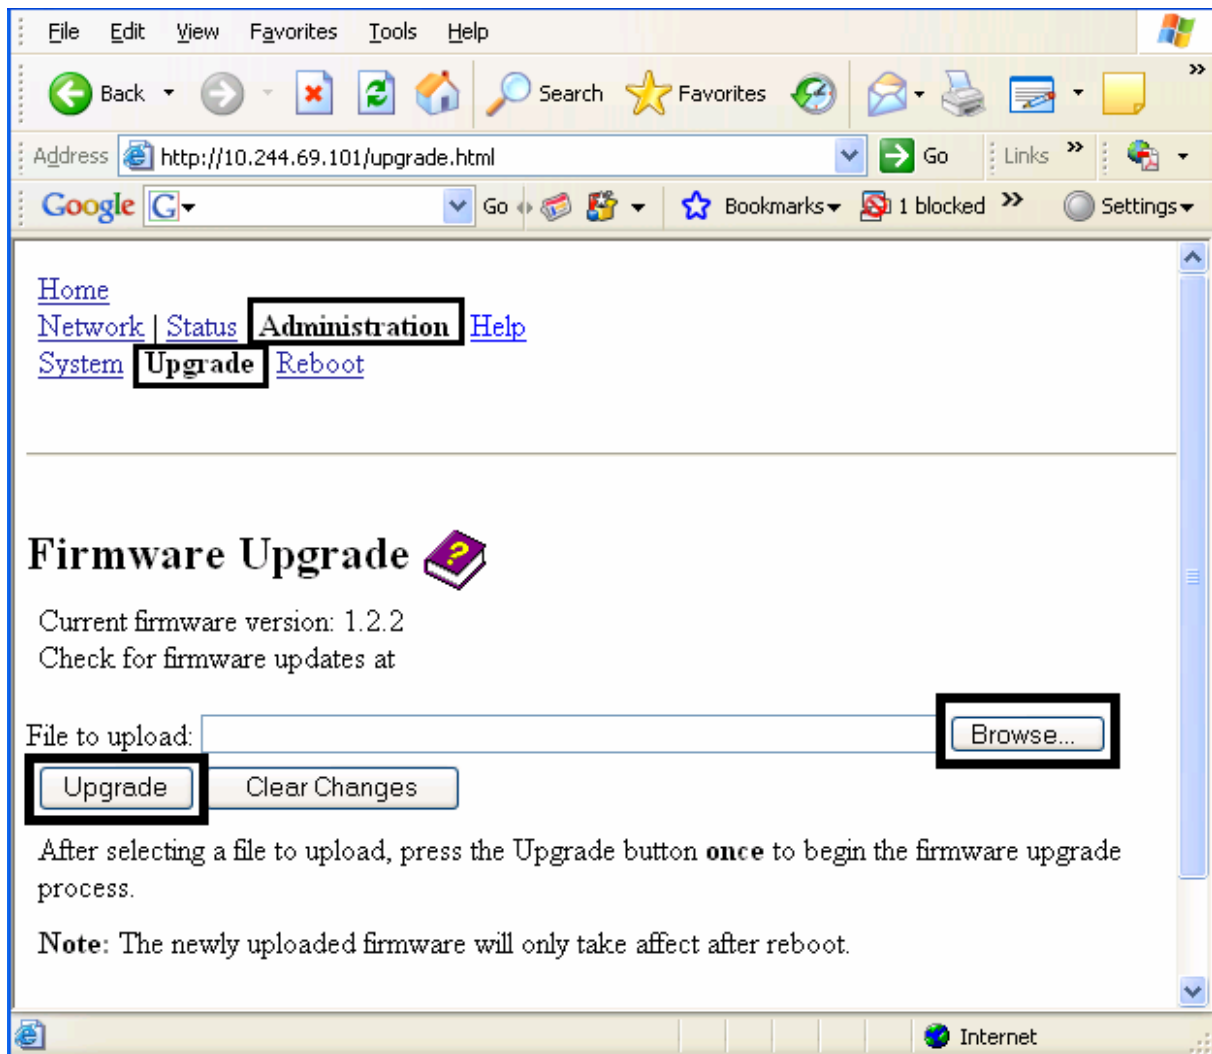 File Edit View Favorites Tools Help
Back Search Favorites »
Address http://10.244.69.101/upgrade.html Go Links »
Google G Go Bookmarks 1 blocked » Settings
Home
Network | Status Administration Help
System Upgrade Reboot
Firmware Upgrade ?
Current firmware version: 1.2.2
Check for firmware updates at
File to upload: Browse...
Upgrade Clear Changes
After selecting a file to upload, press the Upgrade button once to begin the firmware upgrade
process.
Note: The newly uploaded firmware will only take affect after reboot.
Internet